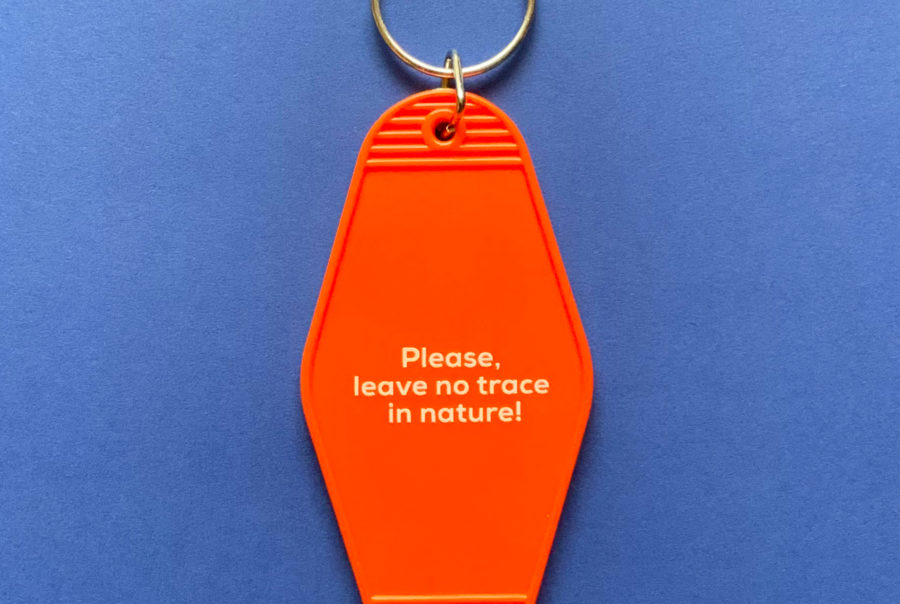 Please,
leave no trace
in nature!